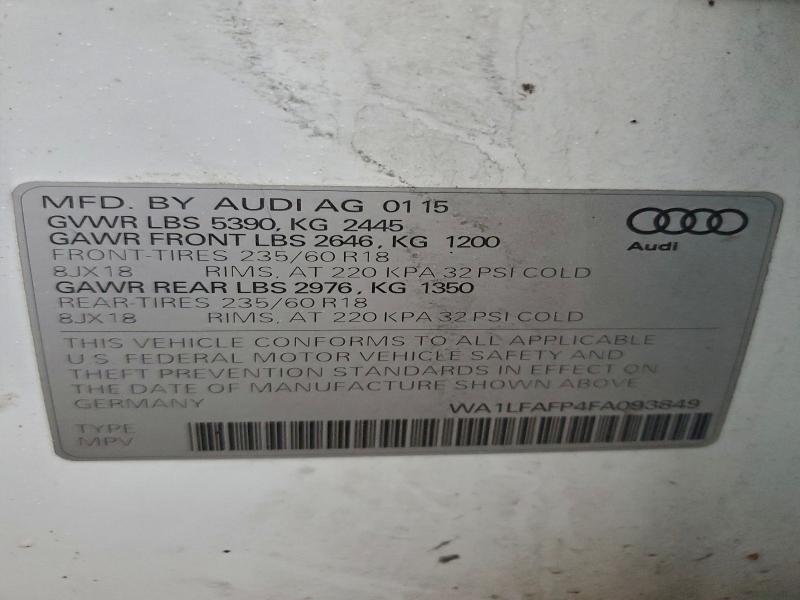 MFD. BY AUDI AG 01 15
GVWR LBS 5390, KG 2445
GAWR FRONT LBS 2646, KG 1200
FRONT-TIRES 235/60 R18
8JX18 RIMS, AT 220 KPA 32 PSI COLD
GAWR REAR LBS 2976, KG 1350
REAR-TIRES 235/60 R18
8JX18 RIMS, AT 220 KPA 32 PSI COLD
Audi
THIS VEHICLE CONFORMS TO ALL APPLICABLE
U.S. FEDERAL MOTOR VEHICLE SAFETY AND
THEFT PREVENTION STANDARDS IN EFFECT ON
THE DATE OF MANUFACTURE SHOWN ABOVE
GERMANY WA1LFAFP4FA093849
TYPE
MPV